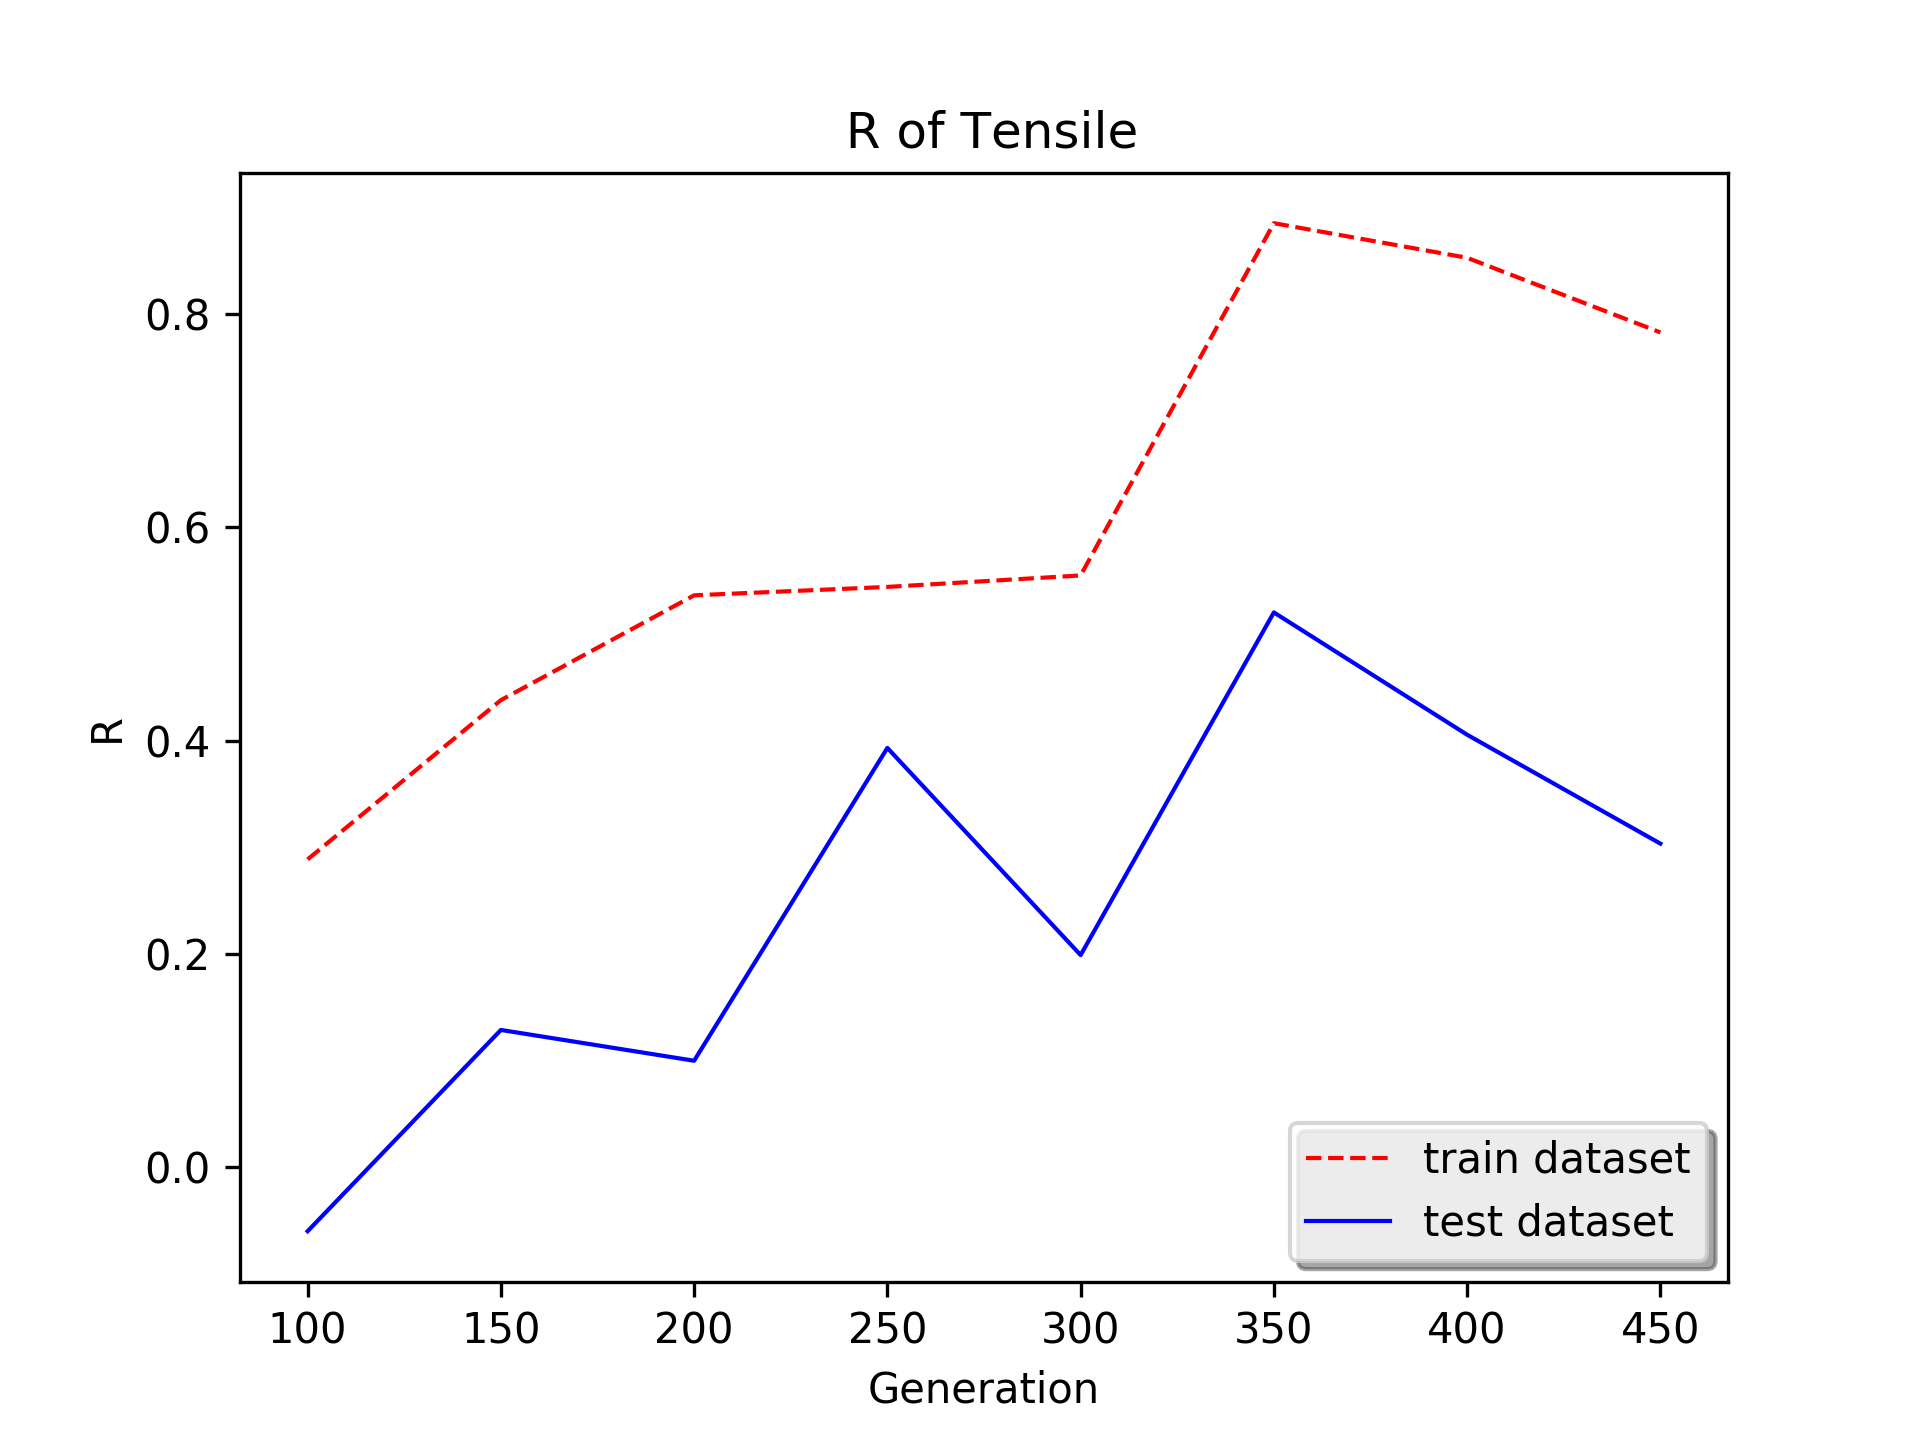 R of Tensile
R
0.8
0.6
0.4
0.2
0.0
train dataset
test dataset
100 150 200 250 300 350 400 450
Generation